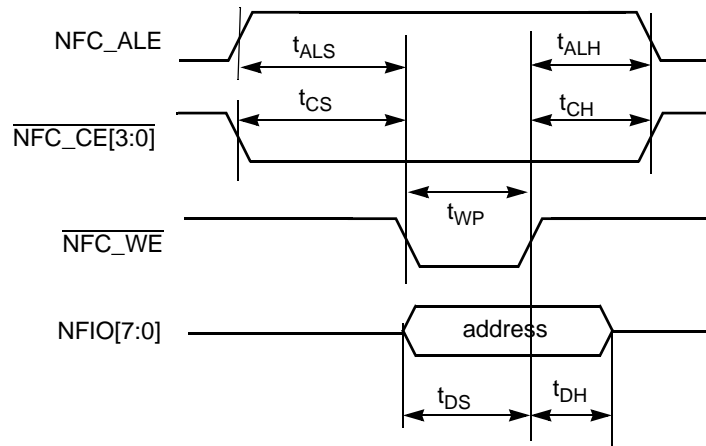 NFC_ALE
tALS
tALH
tCS
tCH
NFC_CE[3:0]
tWP
NFC_WE
NFIO[7:0]
address
tDS
tDH